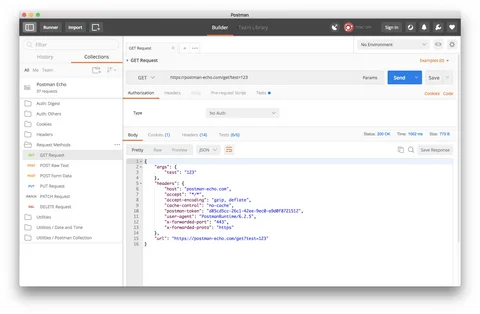 Postman
Runner
Import
Builder
Team Library
Sign In
Filter
History
Collections
All Me Team
Postman Echo
37 requests
Auth: Digest
Auth: Others
Cookies
Headers
Request Methods
GET GET Request
POST POST Raw Text
POST POST Form Data
PUT PUT Request
PATCH PATCH Request
DEL DELETE Request
Utilities
Utilities / Date and Time
Utilities / Postman Collection
GET Request
No Environment
GET Request
Examples (0)
GET
https://postman-echo.com/get?test=123
Params
Send
Save
Authorization
Headers
Body
Pre-request Script
Tests
Cookies
Code
Type
No Auth
Body
Cookies (1)
Headers (14)
Tests
Status: 200 OK
Time: 1002 ms
Size: 770 B
Pretty
Raw
Preview
JSON
Save Response
1 {
2 "args": {
3 "test": "123"
4 },
5 "headers": {
6 "host": "postman-echo.com",
7 "accept": "*/*",
8 "accept-encoding": "gzip, deflate",
9 "cache-control": "no-cache",
10 "postman-token":
11 "user-agent": "PostmanRuntime/6.2.5",
12 "x-forwarded-port": "443",
13 "x-forwarded-proto": "https"
14 },
15 "url": "https://postman-echo.com/get?test=123"
16 }